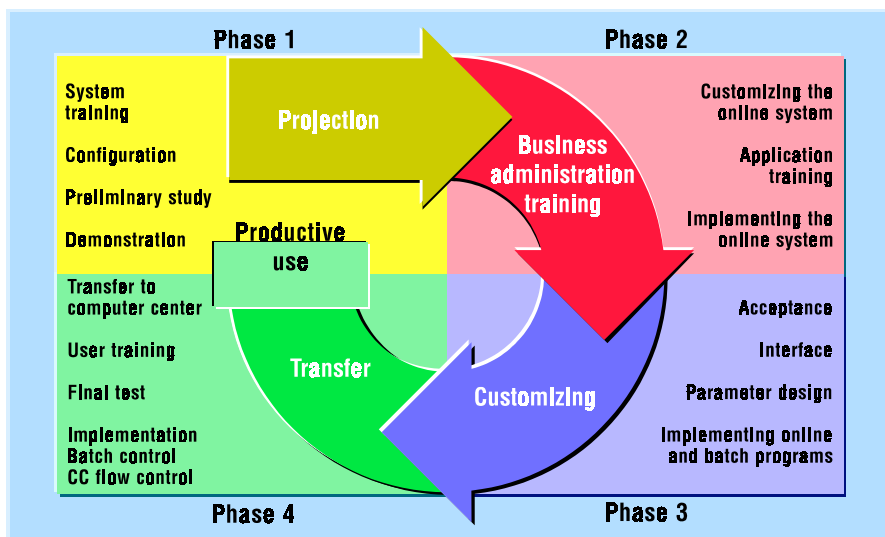 Phase 1
System
training
Configuration
Preliminary study
Demonstration
Projection
Phase 2
Business
administration
training
Customizing the
online system
Application
training
Implementing the
online system
Productive
use
Transfer to
computer center
User training
Final test
Implementation
Batch control
CC flow control
Transfer
Phase 4
Customizing
Acceptance
Interface
Parameter design
Implementing online
and batch programs
Phase 3